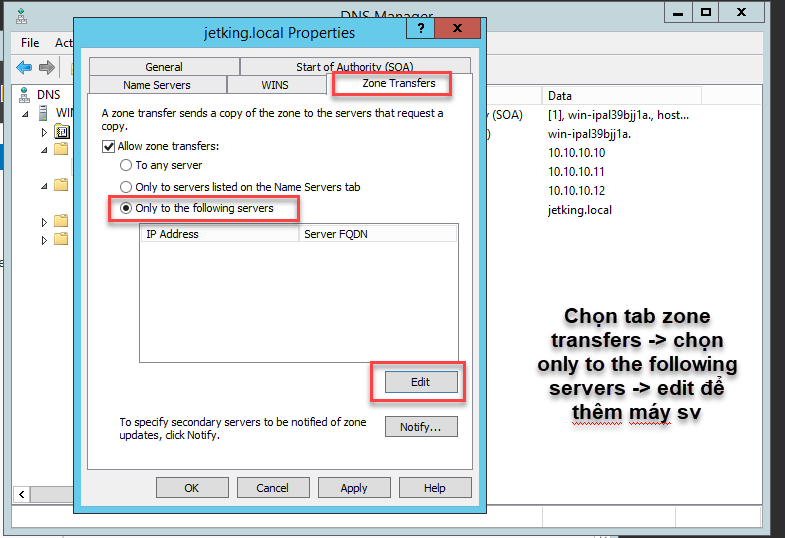 DNS Manager
jetking.local Properties
?
x
File Act
General
Start of Authority (SOA)
Name Servers
WINS
Zone Transfers
A zone transfer sends a copy of the zone to the servers that request a
copy.
Allow zone transfers:
To any server
Only to servers listed on the Name Servers tab
Only to the following servers
IP Address
Server FQDN
Edit
To specify secondary servers to be notified of zone
updates, click Notify.
Notify...
OK
Cancel
Apply
Help
DNS
WIN
Data
y (SOA)
[1], win-ipal39bjj1a., host...
)
win-ipal39bjj1a.
10.10.10.10
10.10.10.11
10.10.10.12
jetking.local
Chọn tab zone
transfers -> chọn
only to the following
servers -> edit để
thêm máy sv